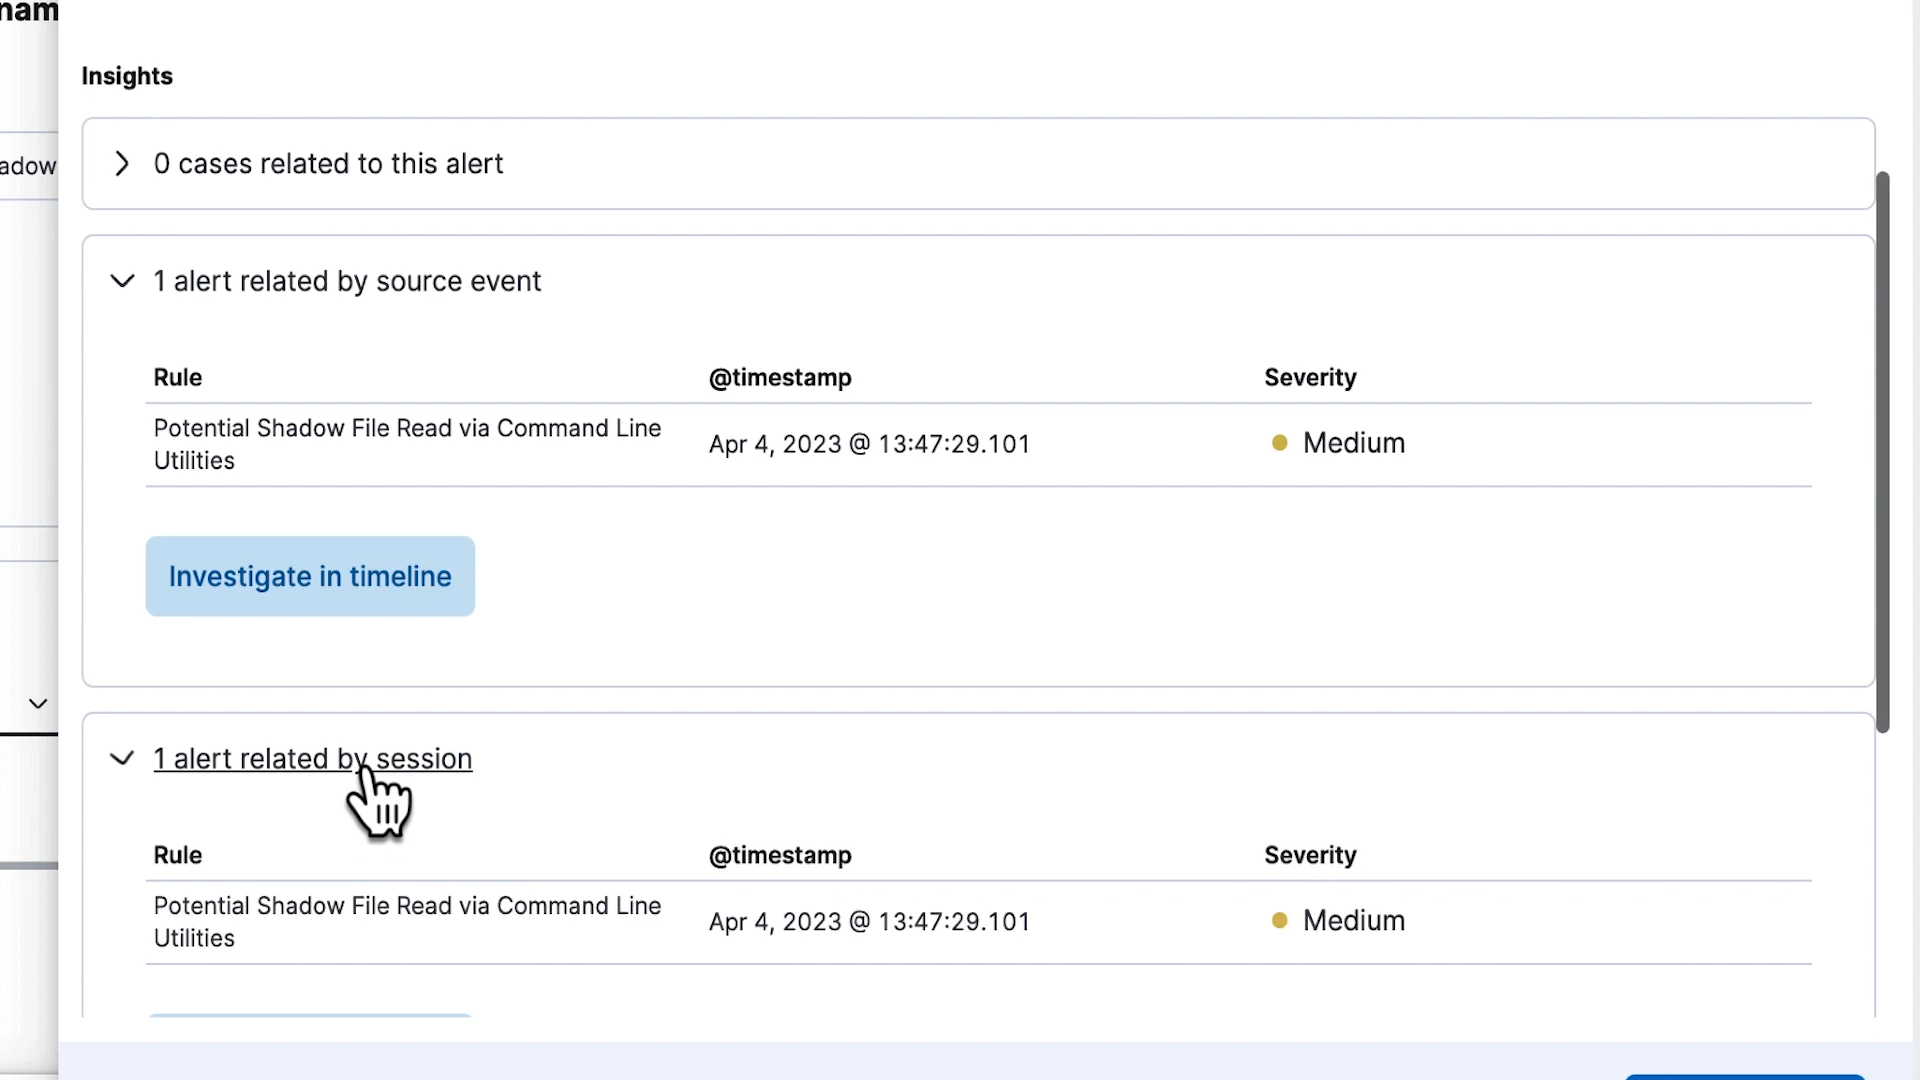 nam
Insights
0 cases related to this alert
adow
1 alert related by source event
Rule @timestamp Severity
Potential Shadow File Read via Command Line
Utilities
Apr 4, 2023 @ 13:47:29.101
Medium
Investigate in timeline
1 alert related by session
Rule @timestamp Severity
Potential Shadow File Read via Command Line
Utilities
Apr 4, 2023 @ 13:47:29.101
Medium